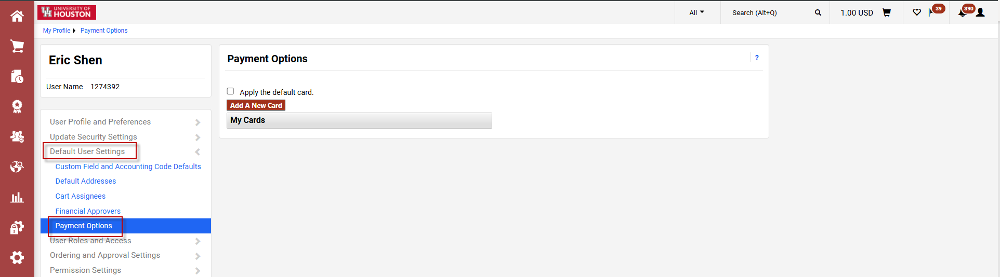 UNIVERSITY OF
HOUSTON
All
Search (Alt+Q)
1.00 USD
39
390
My Profile
Payment Options
Eric Shen
User Name 1274392
User Profile and Preferences
Update Security Settings
Default User Settings
Custom Field and Accounting Code Defaults
Default Addresses
Cart Assignees
Financial Approvers
Payment Options
User Roles and Access
Ordering and Approval Settings
Permission Settings
Payment Options
?
Apply the default card.
Add A New Card
My Cards